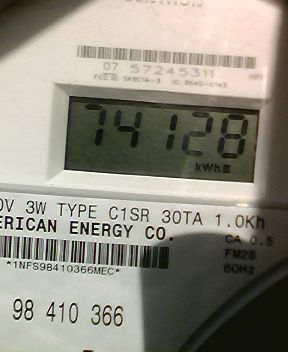 07 57245311
74128
kWh
0V 3W TYPE C1SR 30TA 1.0Kh
ERICAN ENERGY CO. CA 0.5
FM2S
60Hz
*1NFS98410366MEC*
98 410 366